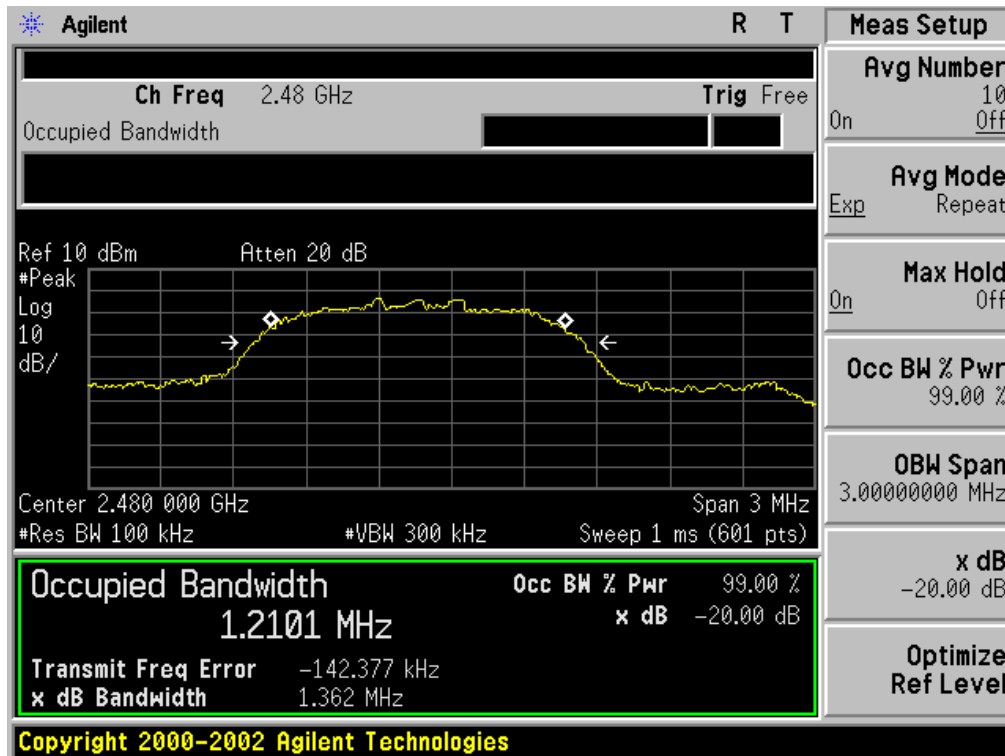 Agilent R T
Ch Freq 2.48 GHz Trig Free
Occupied Bandwidth
Ref 10 dBm Atten 20 dB
#Peak
Log
10
dB/
Center 2.480 000 GHz Span 3 MHz
#Res BW 100 kHz #VBW 300 kHz Sweep 1 ms (601 pts)
Occupied Bandwidth Occ BW % Pwr 99.00 %
1.2101 MHz x dB -20.00 dB
Transmit Freq Error -142.377 kHz
x dB Bandwidth 1.362 MHz
Copyright 2000-2002 Agilent Technologies
Meas Setup
Avg Number
10
On Off
Avg Mode
Exp Repeat
Max Hold
On Off
Occ BW % Pwr
99.00 %
OBW Span
3.00000000 MHz
x dB
-20.00 dB
Optimize
Ref Level